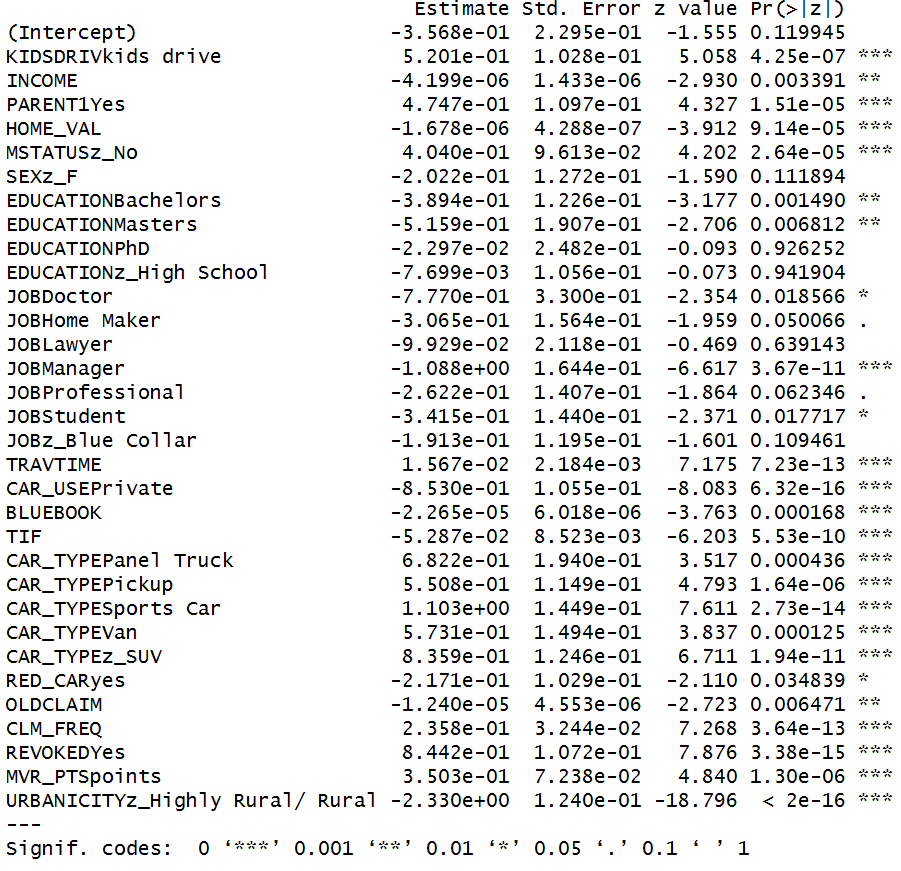 Estimate Std. Error z value Pr(>|z|)
(Intercept) -3.568e-01 2.295e-01 -1.555 0.119945
KIDSDRIVkids drive 5.201e-01 1.028e-01 5.058 4.25e-07 ***
INCOME -4.199e-06 1.433e-06 -2.930 0.003391 **
PARENT1Yes 4.747e-01 1.097e-01 4.327 1.51e-05 ***
HOME_VAL -1.678e-06 4.288e-07 -3.912 9.14e-05 ***
MSTATUSz_No 4.040e-01 9.613e-02 4.202 2.64e-05 ***
SEXz_F -2.022e-01 1.272e-01 -1.590 0.111894
EDUCATIONBachelors -3.894e-01 1.226e-01 -3.177 0.001490 **
EDUCATIONMasters -5.159e-01 1.907e-01 -2.706 0.006812 **
EDUCATIONPhD -2.297e-02 2.482e-01 -0.093 0.926252
EDUCATIONz_High School -7.699e-03 1.056e-01 -0.073 0.941904
JOBDoctor -7.770e-01 3.300e-01 -2.354 0.018566 *
JOBHome Maker -3.065e-01 1.564e-01 -1.959 0.050066 .
JOBLawyer -9.929e-02 2.118e-01 -0.469 0.639143
JOBManager -1.088e+00 1.644e-01 -6.617 3.67e-11 ***
JOBProfessional -2.622e-01 1.407e-01 -1.864 0.062346 .
JOBStudent -3.415e-01 1.440e-01 -2.371 0.017717 *
JOBz_Blue Collar -1.913e-01 1.195e-01 -1.601 0.109461
TRAVTIME 1.567e-02 2.184e-03 7.175 7.23e-13 ***
CAR_USEPrivate -8.530e-01 1.055e-01 -8.083 6.32e-16 ***
BLUEBOOK -2.265e-05 6.018e-06 -3.763 0.000168 ***
TIF -5.287e-02 8.523e-03 -6.203 5.53e-10 ***
CAR_TYPEPanel Truck 6.822e-01 1.940e-01 3.517 0.000436 ***
CAR_TYPEPickup 5.508e-01 1.149e-01 4.793 1.64e-06 ***
CAR_TYPESports Car 1.103e+00 1.449e-01 7.611 2.73e-14 ***
CAR_TYPEVan 5.731e-01 1.494e-01 3.837 0.000125 ***
CAR_TYPEz_SUV 8.359e-01 1.246e-01 6.711 1.94e-11 ***
RED_CARyes -2.171e-01 1.029e-01 -2.110 0.034839 *
OLDCLAIM -1.240e-05 4.553e-06 -2.723 0.006471 **
CLM_FREQ 2.358e-01 3.244e-02 7.268 3.64e-13 ***
REVOKEDYes 8.442e-01 1.072e-01 7.876 3.38e-15 ***
MVR_PTSpoints 3.503e-01 7.238e-02 4.840 1.30e-06 ***
URBANICITYz_Highly Rural/ Rural -2.330e+00 1.240e-01 -18.796 < 2e-16 ***
---
Signif. codes: 0 ‘***’ 0.001 ‘**’ 0.01 ‘*’ 0.05 ‘.’ 0.1 ‘ ’ 1